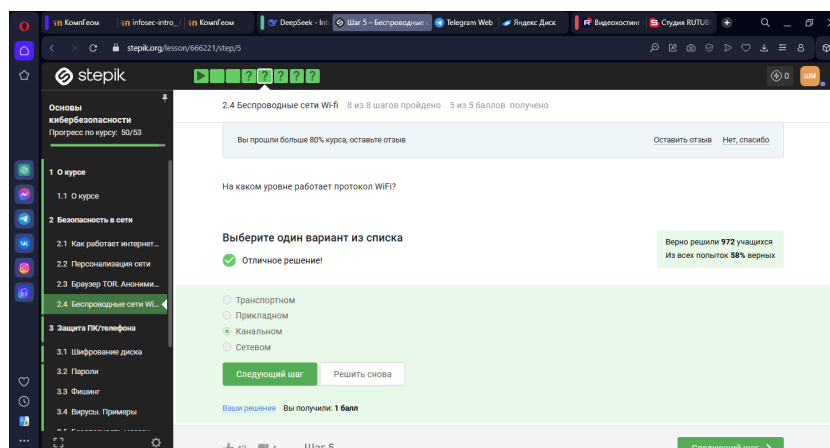 КомпГеом
infosec-intro_
КомпГеом
DeepSeek - Int
Шаг 5 – Беспроводные
Telegram Web
Яндекс Диск
Видеохостинг
Студия RUTUB
stepik.org/lesson/666221/step/5
stepik
0
ШМ
Основы
кибербезопасности
Прогресс по курсу: 50/53
1 О курсе
1.1 О курсе
2 Безопасность в сети
2.1 Как работает интернет...
2.2 Персонализация сети
2.3 Браузер TOR. Анонími...
2.4 Беспроводные сети Wi...
3 Защита ПК/телефона
3.1 Шифрование диска
3.2 Пароли
3.3 Фишинг
3.4 Вирусы. Примеры
2.4 Беспроводные сети Wi-fi 8 из 8 шагов пройдено 5 из 5 баллов получено
Вы прошли больше 80% курса, оставьте отзыв
Оставить отзыв Нет, спасибо
На каком уровне работает протокол WiFi?
Выберите один вариант из списка
Отличное решение!
Верно решили 972 учащихся
Из всех попыток 58% верных
Транспортном
Прикладном
Канальном
Сетевом
Следующий шаг Решить снова
Ваши решения Вы получили: 1 балл
Шаг 5
Следующий шаг